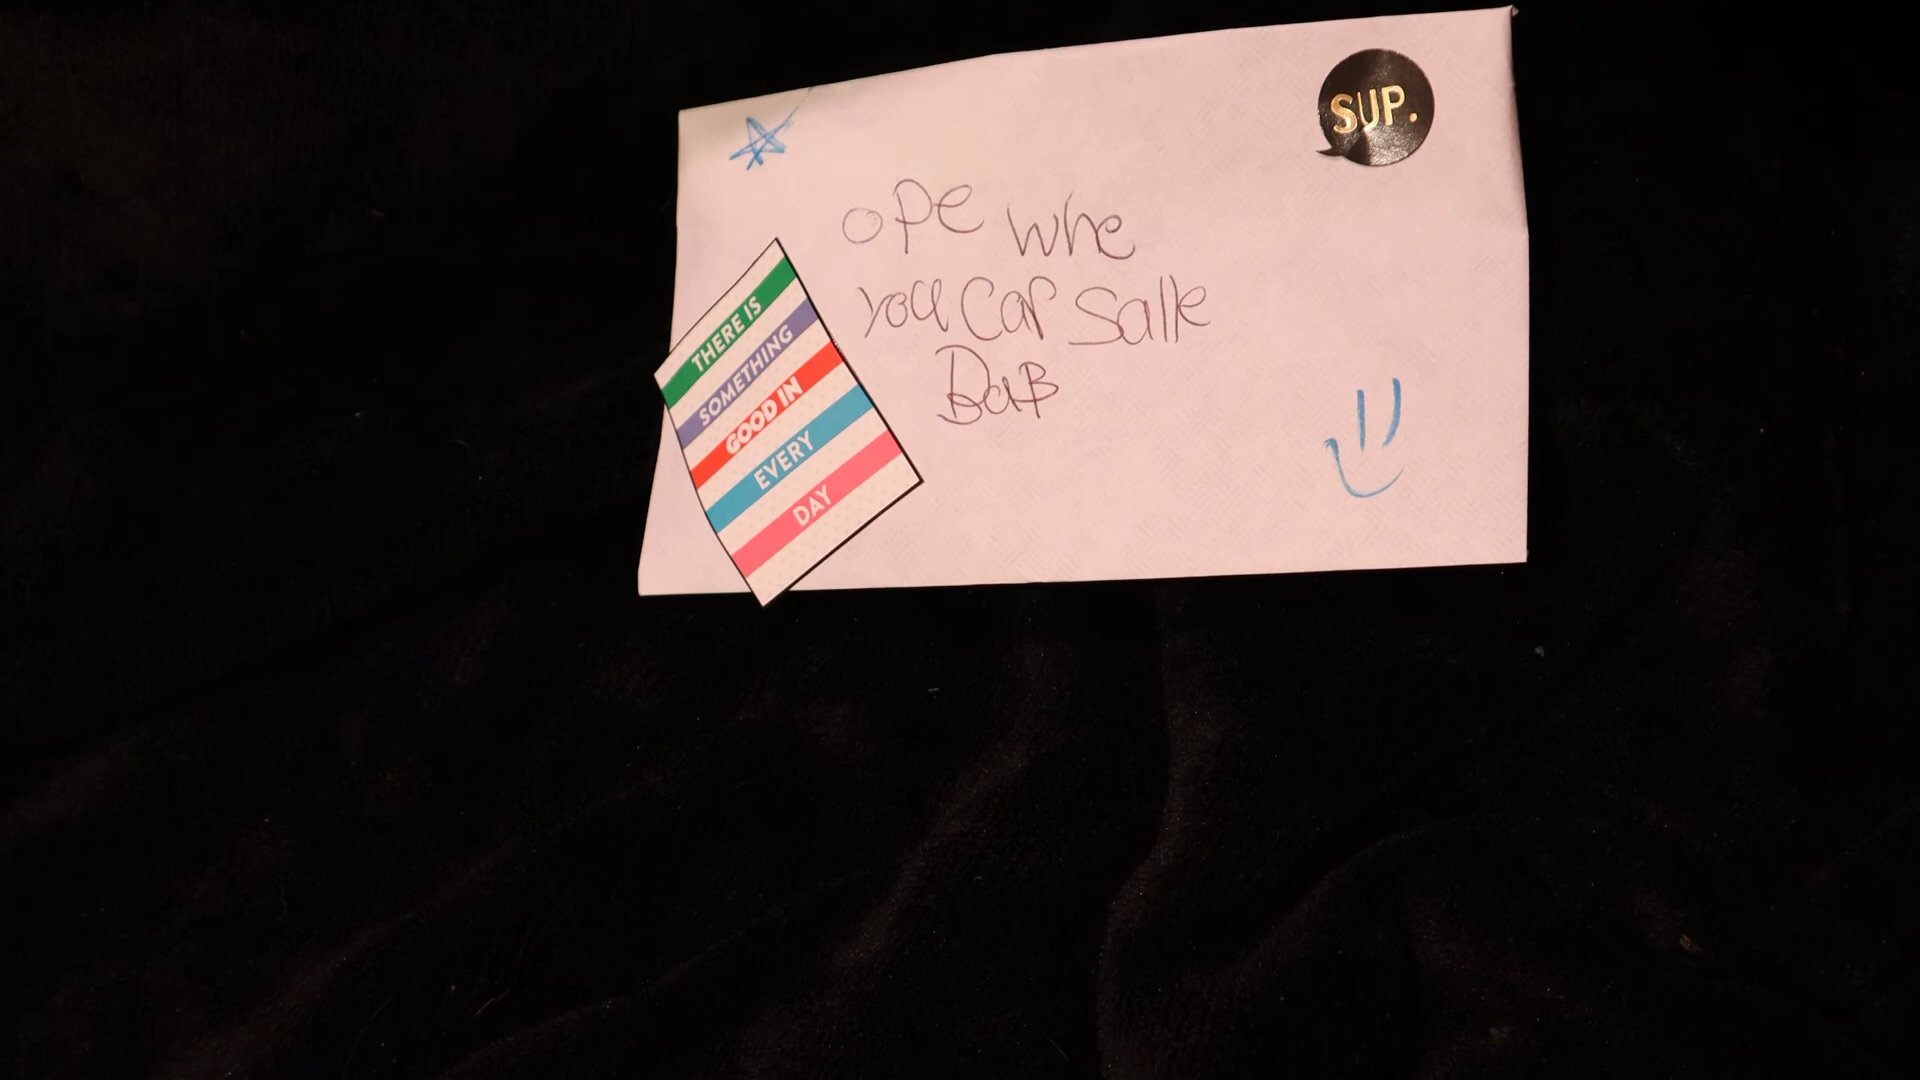 SUP.
ope whe
you car salle
Dab
THERE IS
SOMETHING
GOOD IN
EVERY
DAY